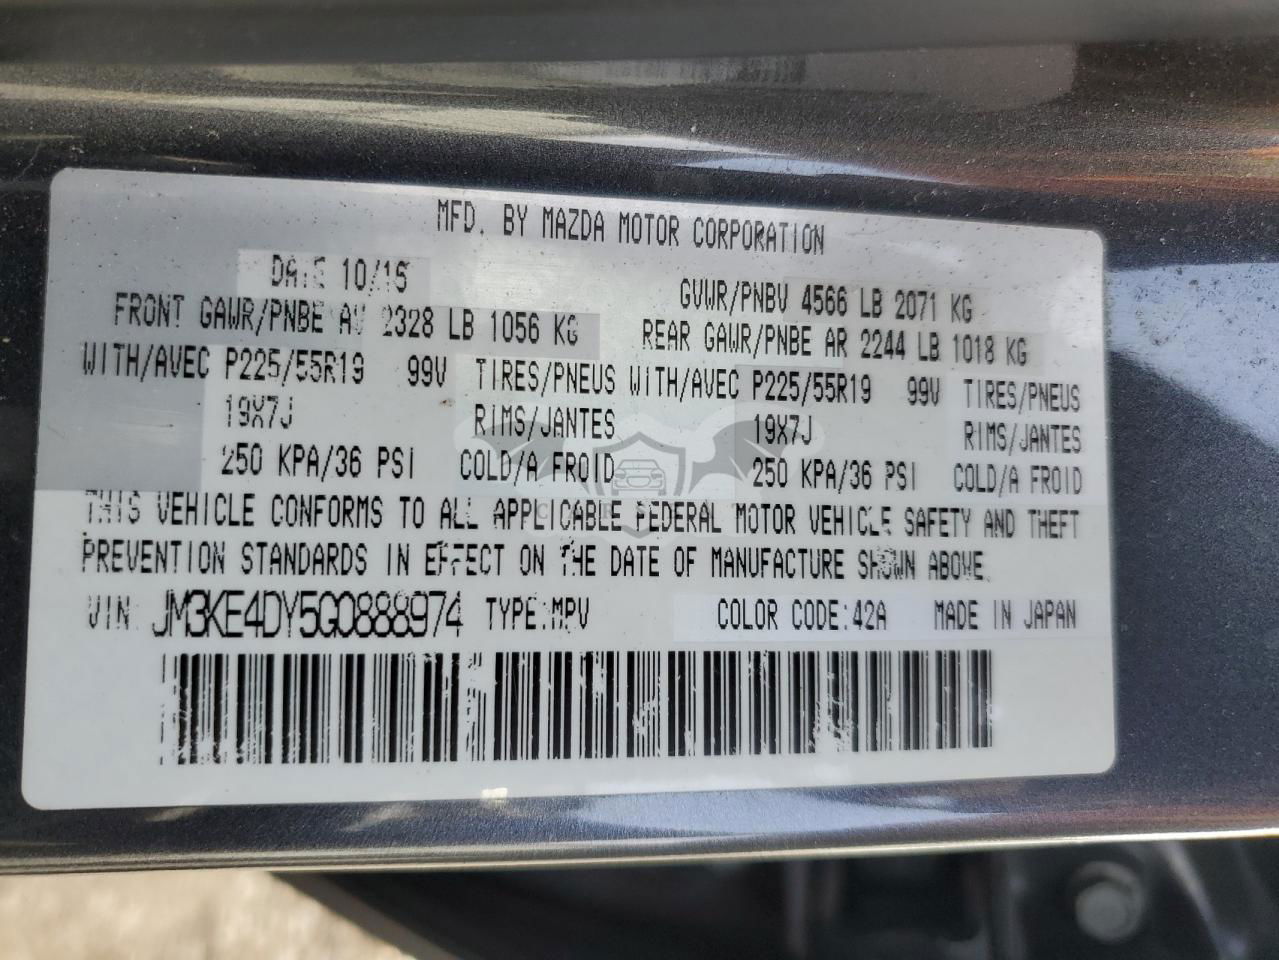 MFD. BY MAZDA MOTOR CORPORATION
DATE 10/15 GVWR/PNBV 4566 LB 2071 KG
FRONT GAWR/PNBE AV 2328 LB 1056 KG REAR GAWR/PNBE AR 2244 LB 1018 KG
WITH/AVEC P225/55R19 99V TIRES/PNEUS WITH/AVEC P225/55R19 99V TIRES/PNEUS
19X7J RIMS/JANTES 19X7J RIMS/JANTES
250 KPA/36 PSI COLD/A FROID 250 KPA/36 PSI COLD/A FROID
THIS VEHICLE CONFORMS TO ALL APPLICABLE FEDERAL MOTOR VEHICLE SAFETY AND THEFT
PREVENTION STANDARDS IN EFFECT ON THE DATE OF MANUFACTURE SHOWN ABOVE.
VIN: JM3KE4DY5G0888974 TYPE:MPV COLOR CODE:42A MADE IN JAPAN